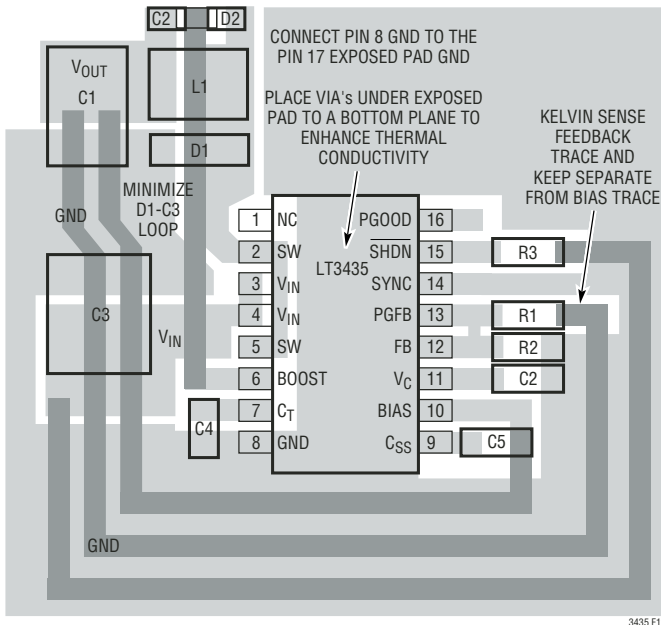 C2
D2
CONNECT PIN 8 GND TO THE
PIN 17 EXPOSED PAD GND
VOUT
C1
L1
PLACE VIA's UNDER EXPOSED
PAD TO A BOTTOM PLANE TO
ENHANCE THERMAL
CONDUCTIVITY
KELVIN SENSE
FEEDBACK
TRACE AND
KEEP SEPARATE
FROM BIAS TRACE
D1
MINIMIZE
D1-C3
LOOP
GND
1 NC PGOOD 16
2 SW SHDN 15 R3
LT3435
3 VIN SYNC 14
C3
VIN
4 VIN PGFB 13 R1
5 SW FB 12 R2
6 BOOST VC 11 C2
C4
7 CT BIAS 10
8 GND CSS 9 C5
GND
3435 F1